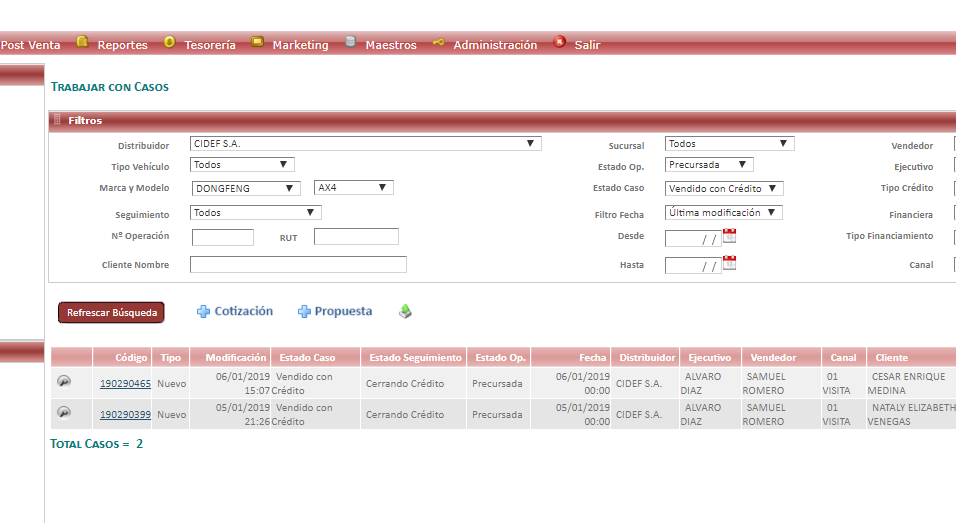 Post Venta Reportes Tesorería Marketing Maestros Administración Salir
TRABAJAR CON CASOS
Filtros
Distribuidor CIDEF S.A. Sucursal Todos Vendedor
Tipo Vehículo Todos Estado Op. Precursada Ejecutivo
Marca y Modelo DONGFENG AX4 Estado Caso Vendido con Crédito Tipo Crédito
Seguimiento Todos Filtro Fecha Última modificación Financiera
Nº Operación RUT Desde / / Tipo Financiamiento
Cliente Nombre Hasta / / Canal
Refrescar Búsqueda Cotización Propuesta
Código Tipo Modificación Estado Caso Estado Seguimiento Estado Op. Fecha Distribuidor Ejecutivo Vendedor Canal Cliente
190290465 Nuevo 06/01/2019 15:07 Vendido con Crédito Cerrando Crédito Precursada 06/01/2019 00:00 CIDEF S.A. ALVARO DIAZ SAMUEL ROMERO 01 VISITA CESAR ENRIQUE MEDINA
190290399 Nuevo 05/01/2019 21:26 Vendido con Crédito Cerrando Crédito Precursada 05/01/2019 00:00 CIDEF S.A. ALVARO DIAZ SAMUEL ROMERO 01 VISITA NATALY ELIZABETH VENEGAS
TOTAL CASOS = 2